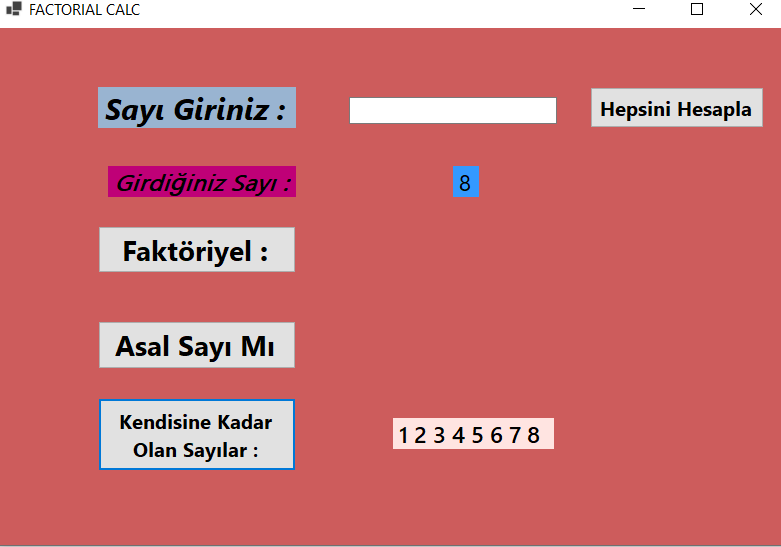 FACTORIAL CALC
Sayı Giriniz :
Hepsini Hesapla
Girdiğiniz Sayı :
8
Faktöriyel :
Asal Sayı Mı
Kendisine Kadar
Olan Sayılar :
1 2 3 4 5 6 7 8